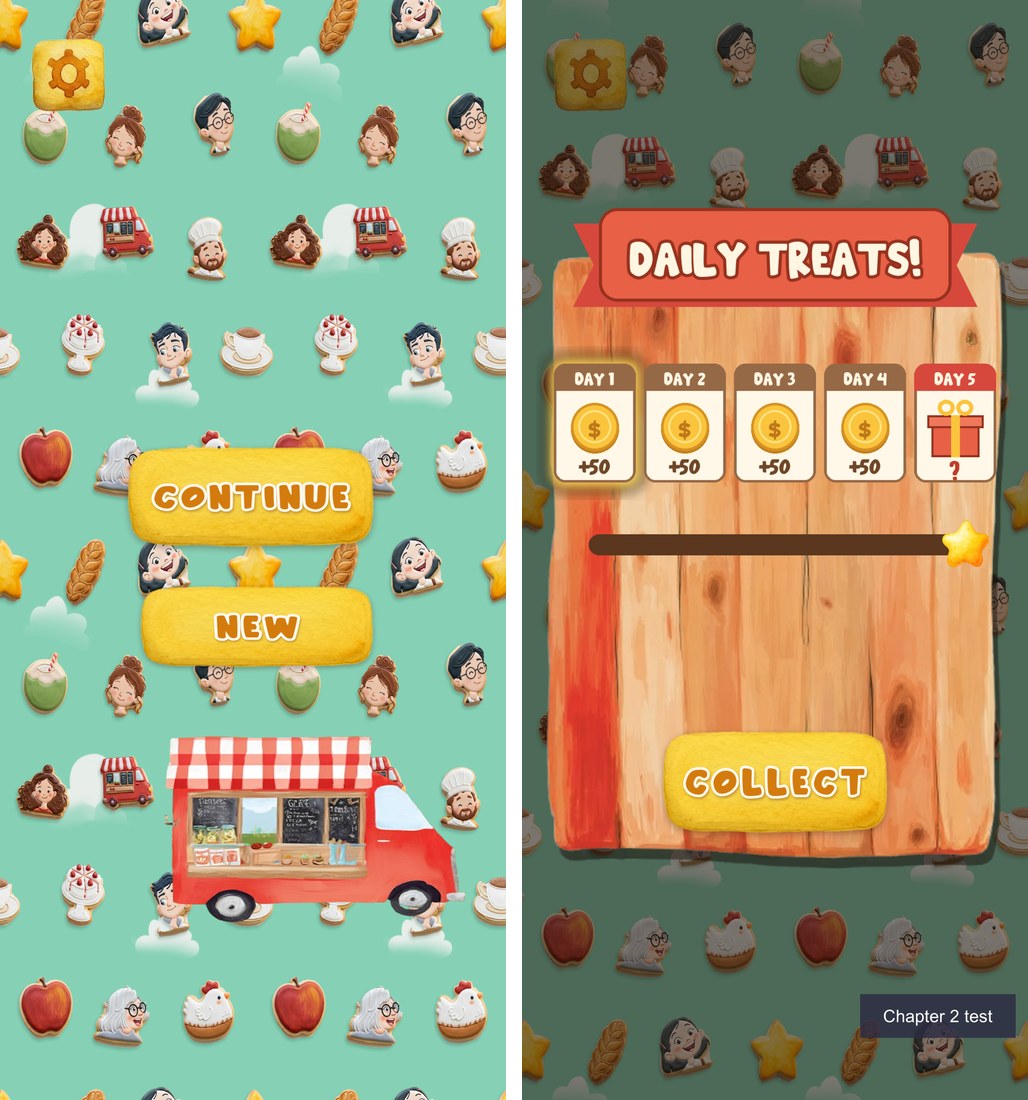 CONTINUE
NEW
DAILY TREATS!
DAY 1
DAY 2
DAY 3
DAY 4
DAY 5
+50
+50
+50
+50
?
COLLECT
Chapter 2 test